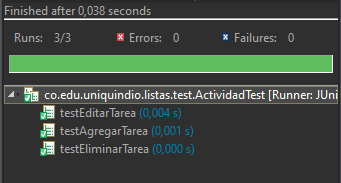 Finished after 0,038 seconds
Runs: 3/3 Errors: 0 Failures: 0
co.edu.uniquindio.listas.test.ActividadTest [Runner: JUni
testEditarTarea (0,004 s)
testAgregarTarea (0,001 s)
testEliminarTarea (0,000 s)